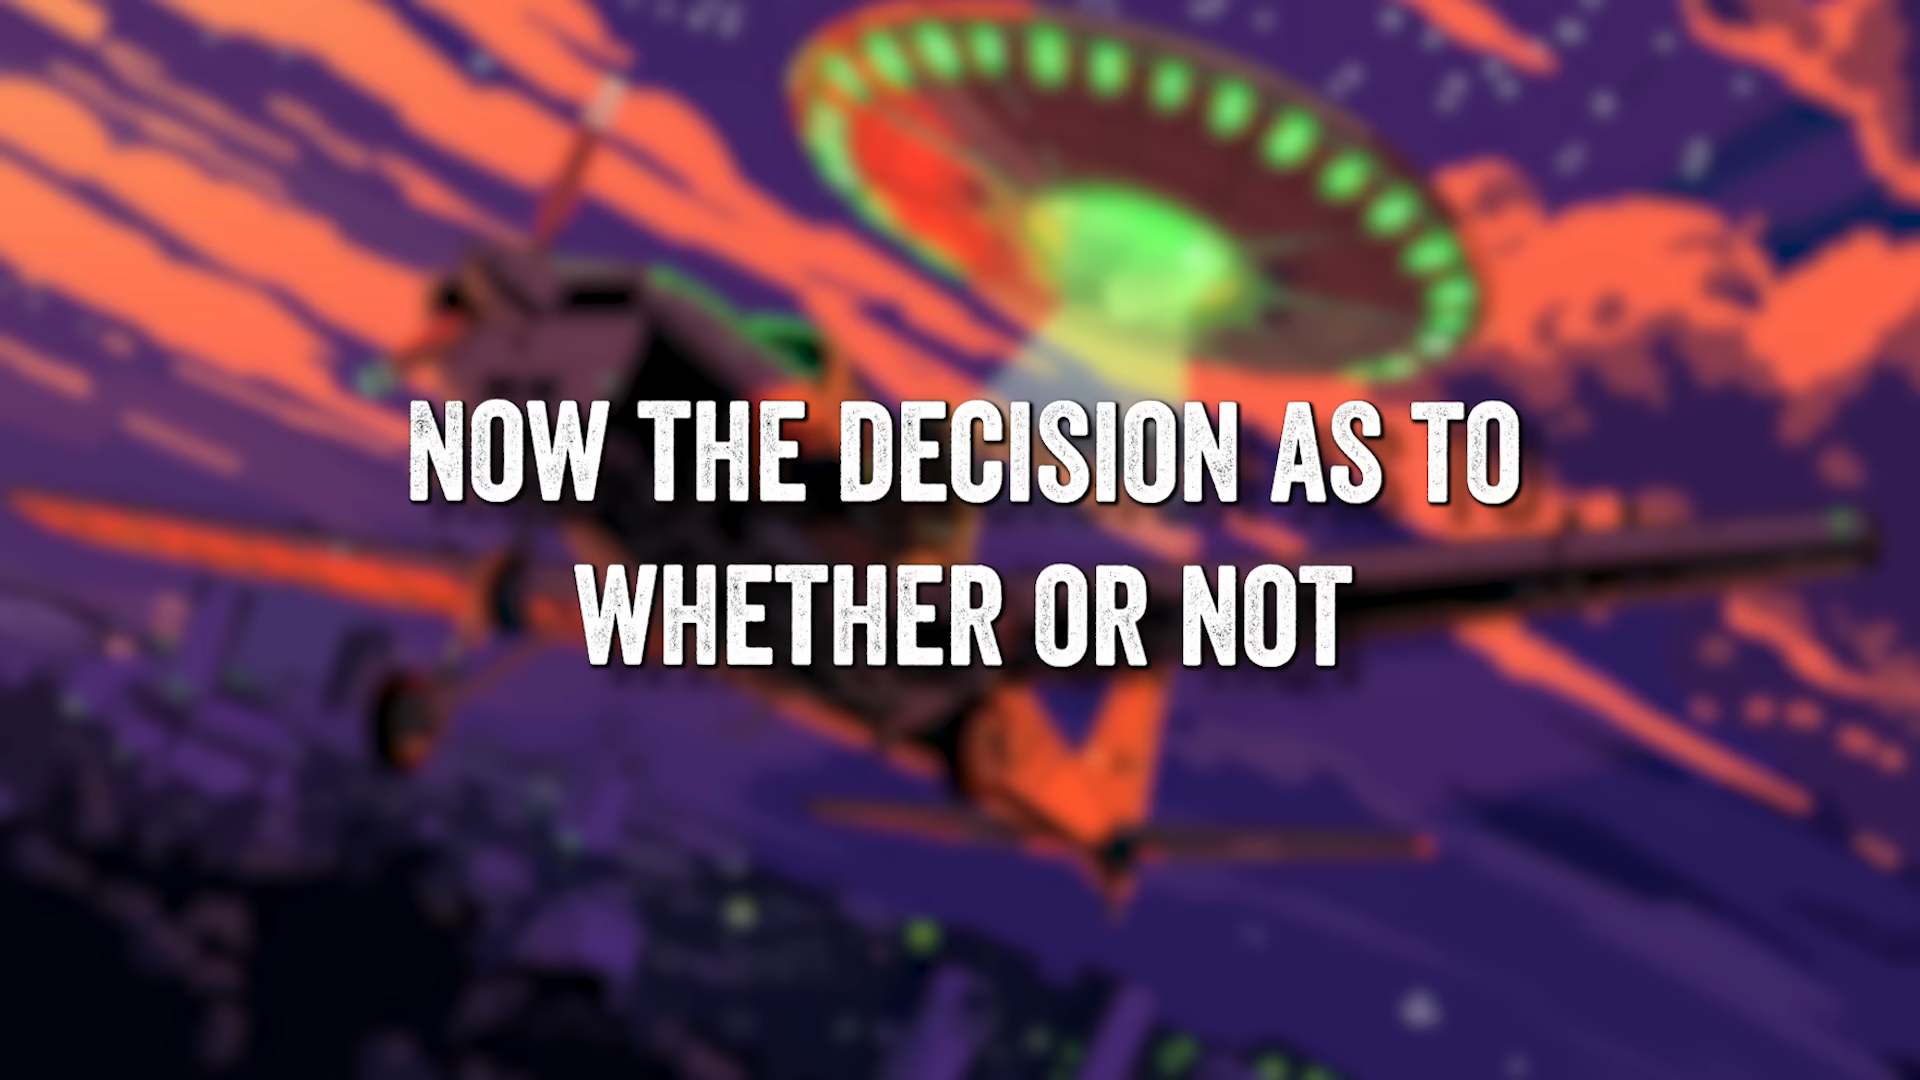 NOW THE DECISION AS TO
WHETHER OR NOT